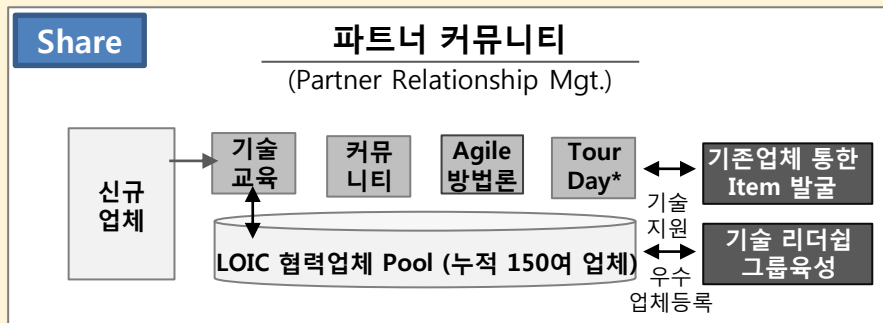 Share
파트너 커뮤니티
(Partner Relationship Mgt.)
신규
업체
기술
교육
커뮤
니티
Agile
방법론
Tour
Day*
기존업체 통한
Item 발굴
기술
지원
LOIC 협력업체 Pool (누적 150여 업체)
기술 리더쉽
그룹육성
우수
업체등록